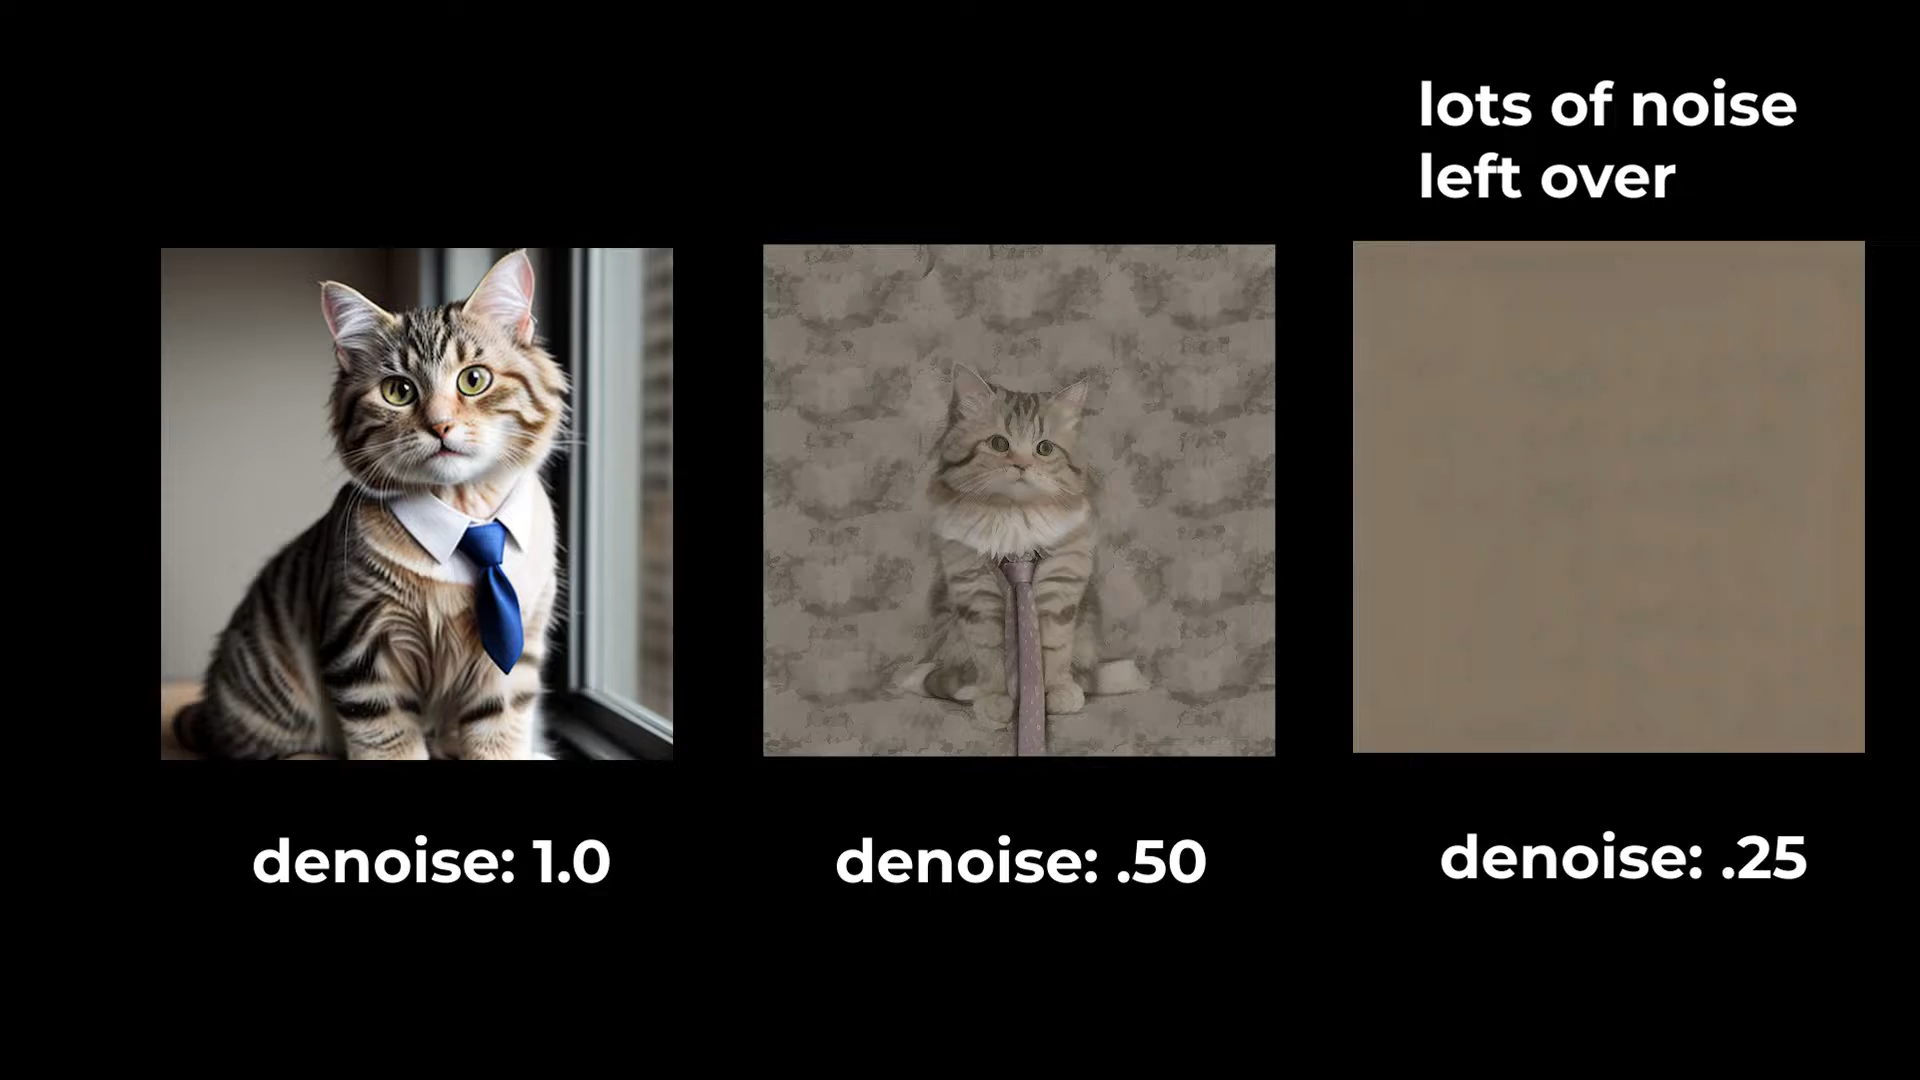 lots of noise
left over
denoise: 1.0
denoise: .50
denoise: .25